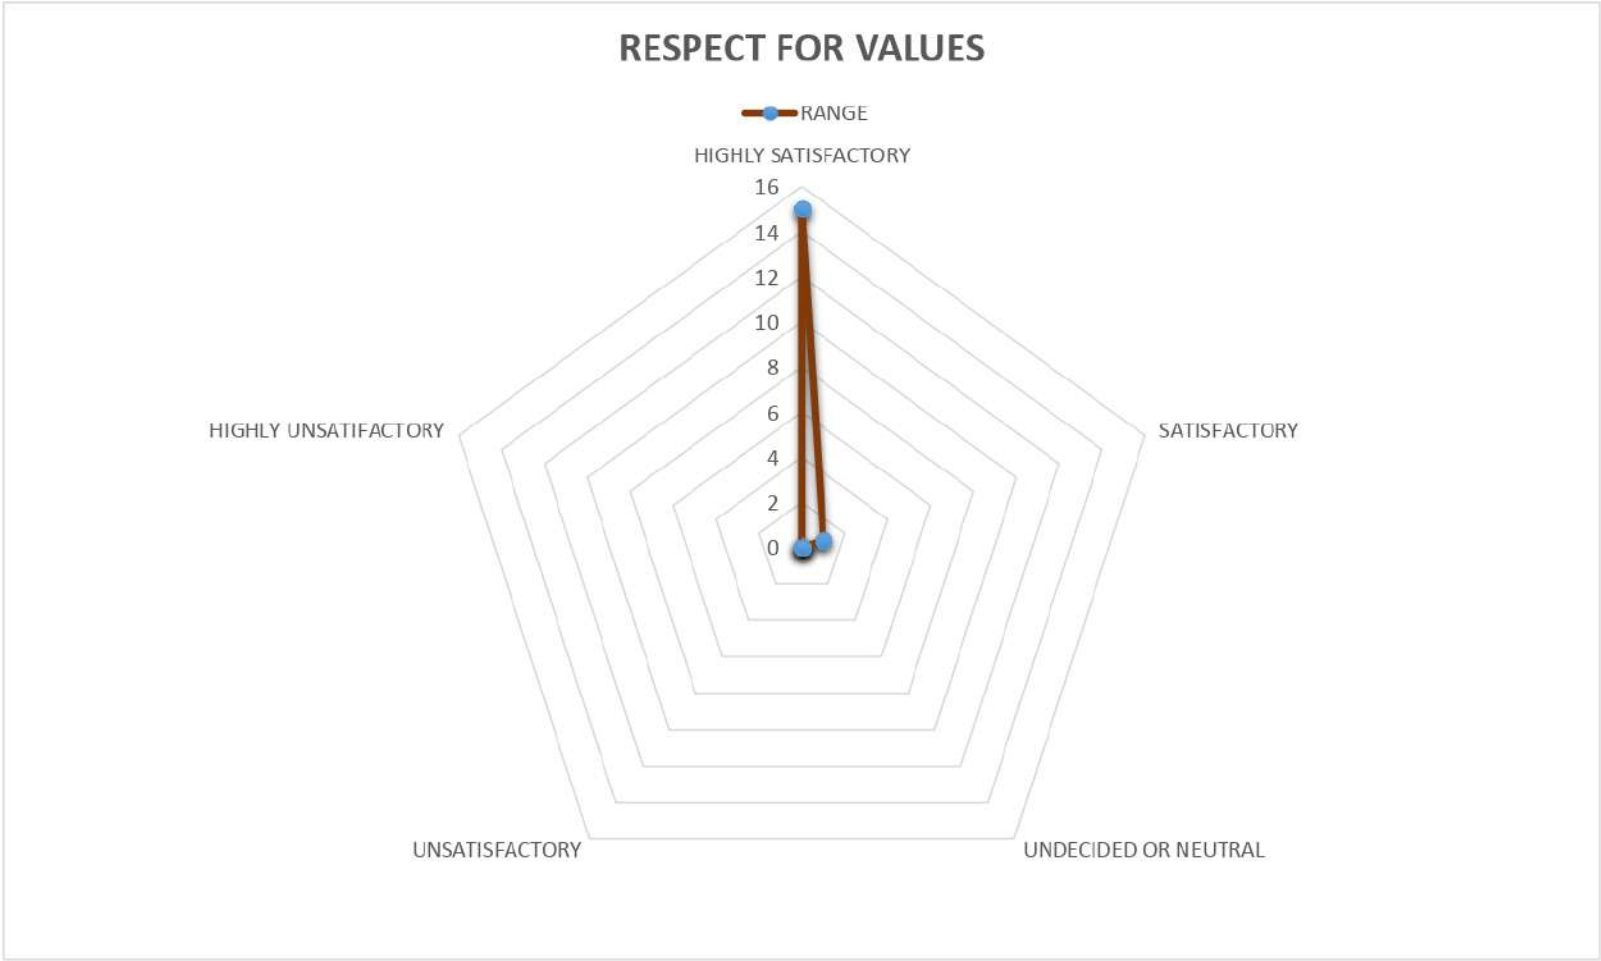 RESPECT FOR VALUES
RANGE
HIGHLY SATISFACTORY
16
14
12
10
8
6
4
2
0
HIGHLY UNSATIFACTORY
SATISFACTORY
UNSATISFACTORY
UNDECIDED OR NEUTRAL